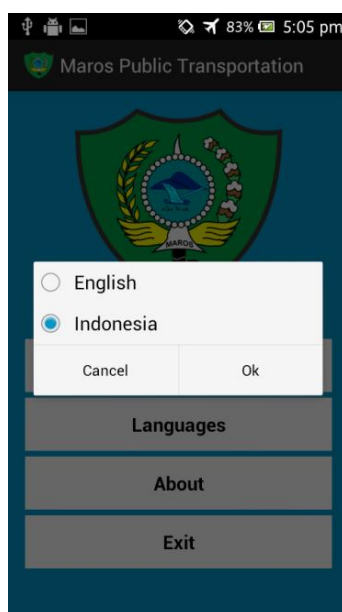 83% 5:05 pm
Maros Public Transportation
MAROS
English
Indonesia
Cancel
Ok
Languages
About
Exit